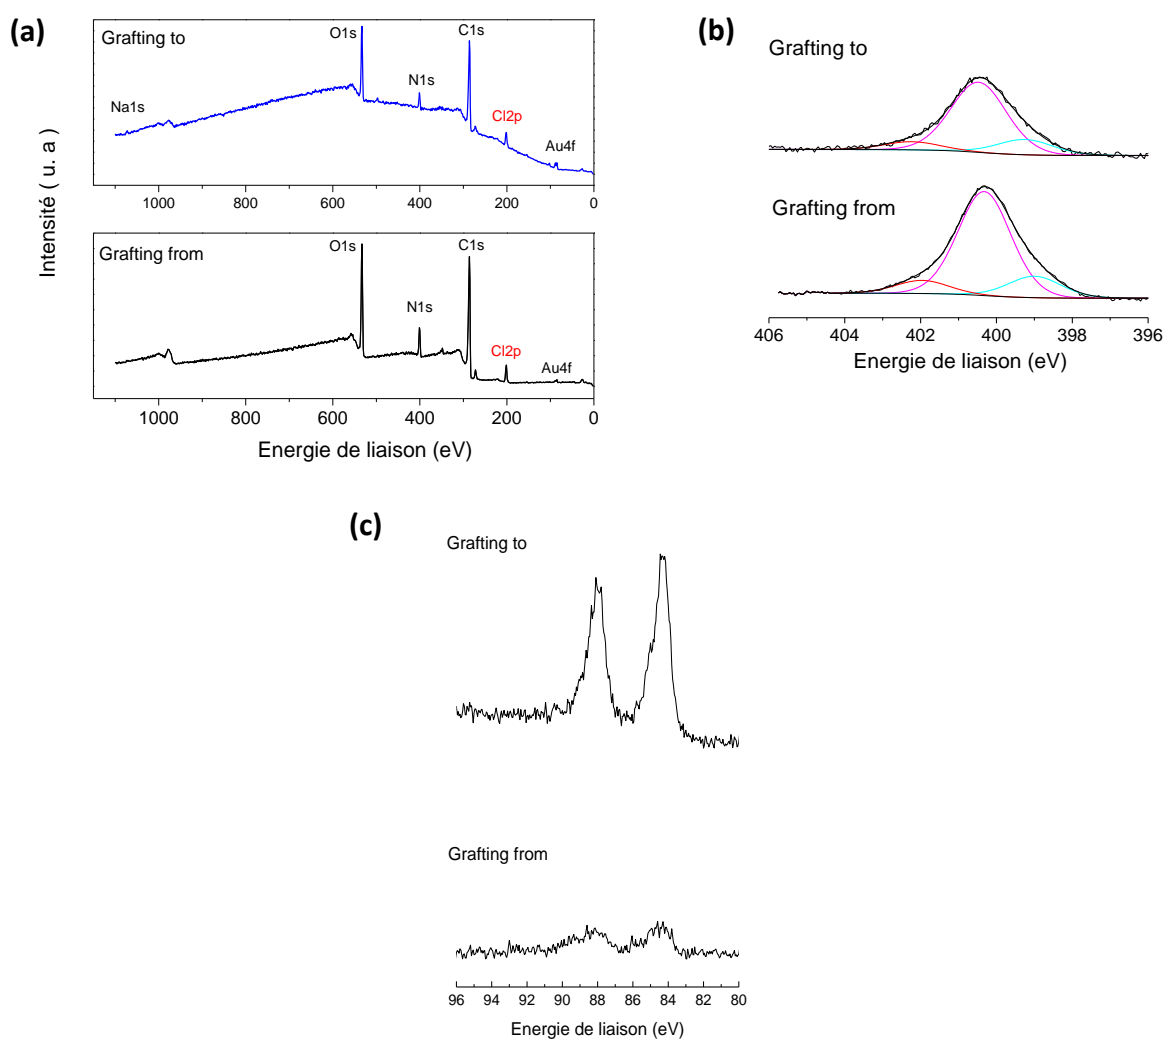 (a)
Grafting to
O1s
C1s
N1s
Na1s
Cl2p
Au4f
1000 800 600 400 200 0
Grafting from
O1s
C1s
N1s
Cl2p
Au4f
1000 800 600 400 200 0
Energie de liaison (eV)
Intensité ( u. a )
(b)
Grafting to
Grafting from
406 404 402 400 398 396
Energie de liaison (eV)
(c)
Grafting to
Grafting from
96 94 92 90 88 86 84 82 80
Energie de liaison (eV)